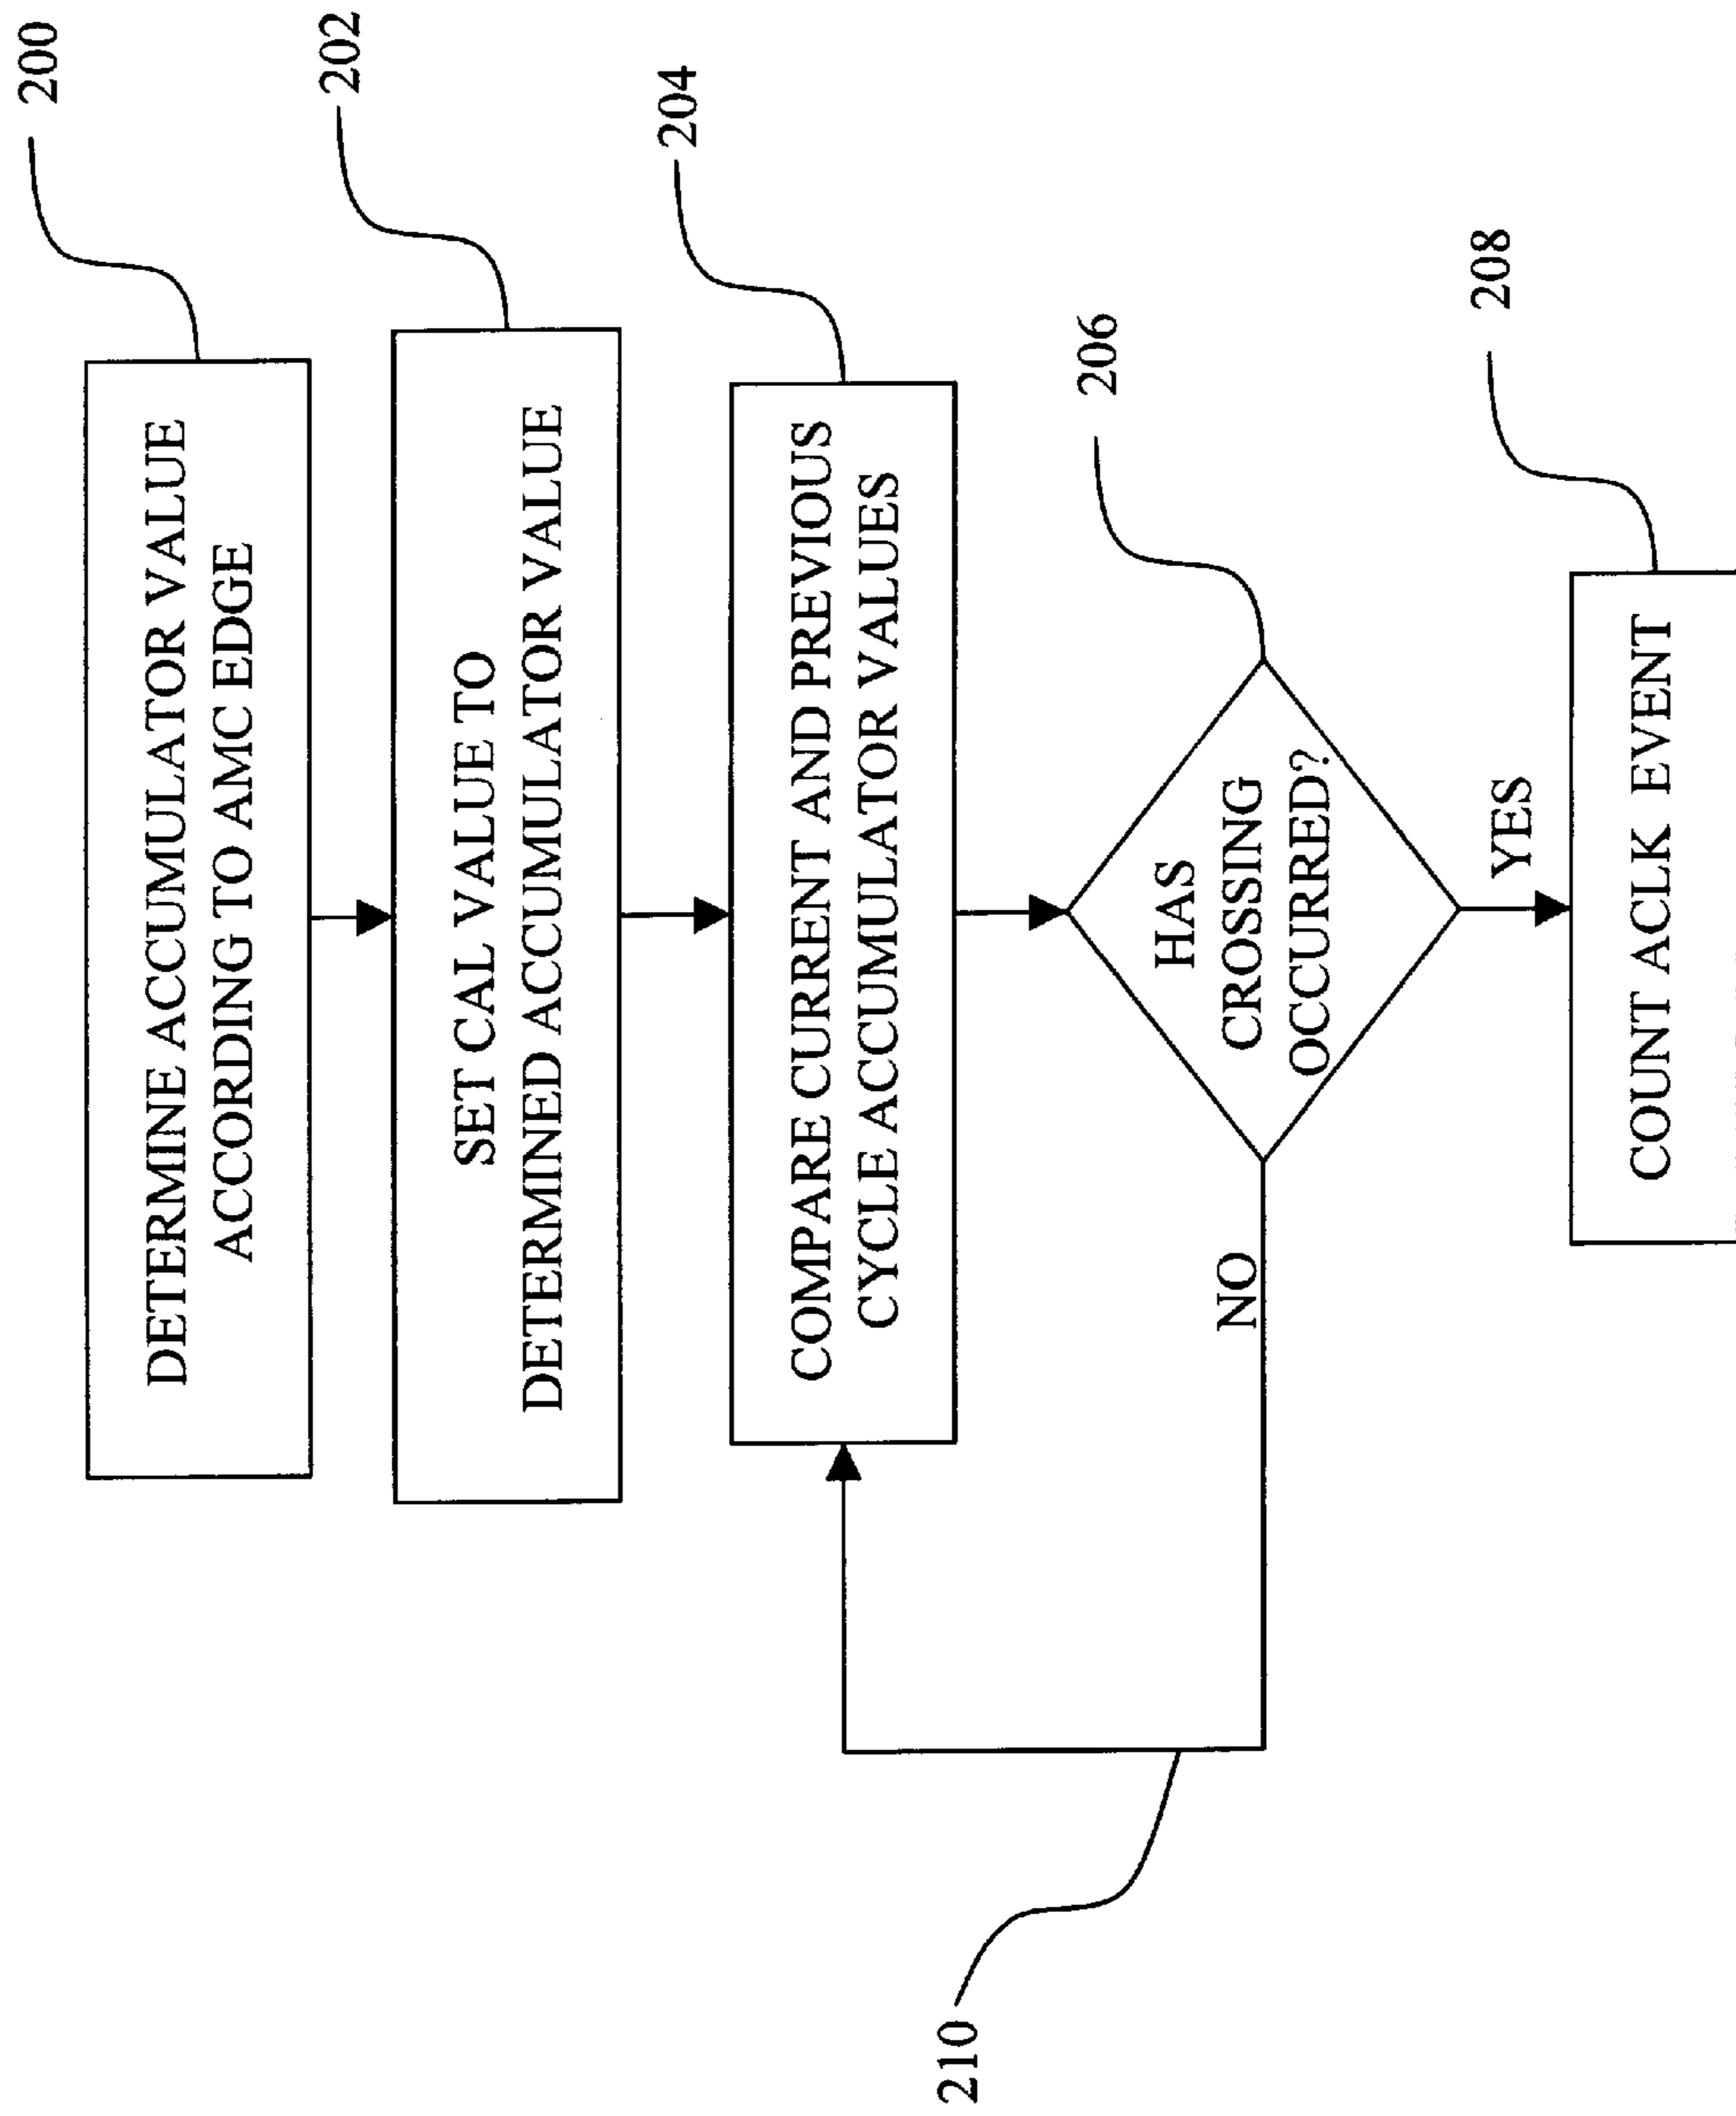 200
DETERMINE ACCUMULATOR VALUE
ACCORDING TO AMC EDGE
202
SET CAL VALUE TO
DETERMINED ACCUMULATOR VALUE
204
COMPARE CURRENT AND PREVIOUS
CYCLE ACCUMULATOR VALUES
206
HAS
CROSSING
OCCURRED?
NO
210
YES
208
COUNT ACLK EVENT